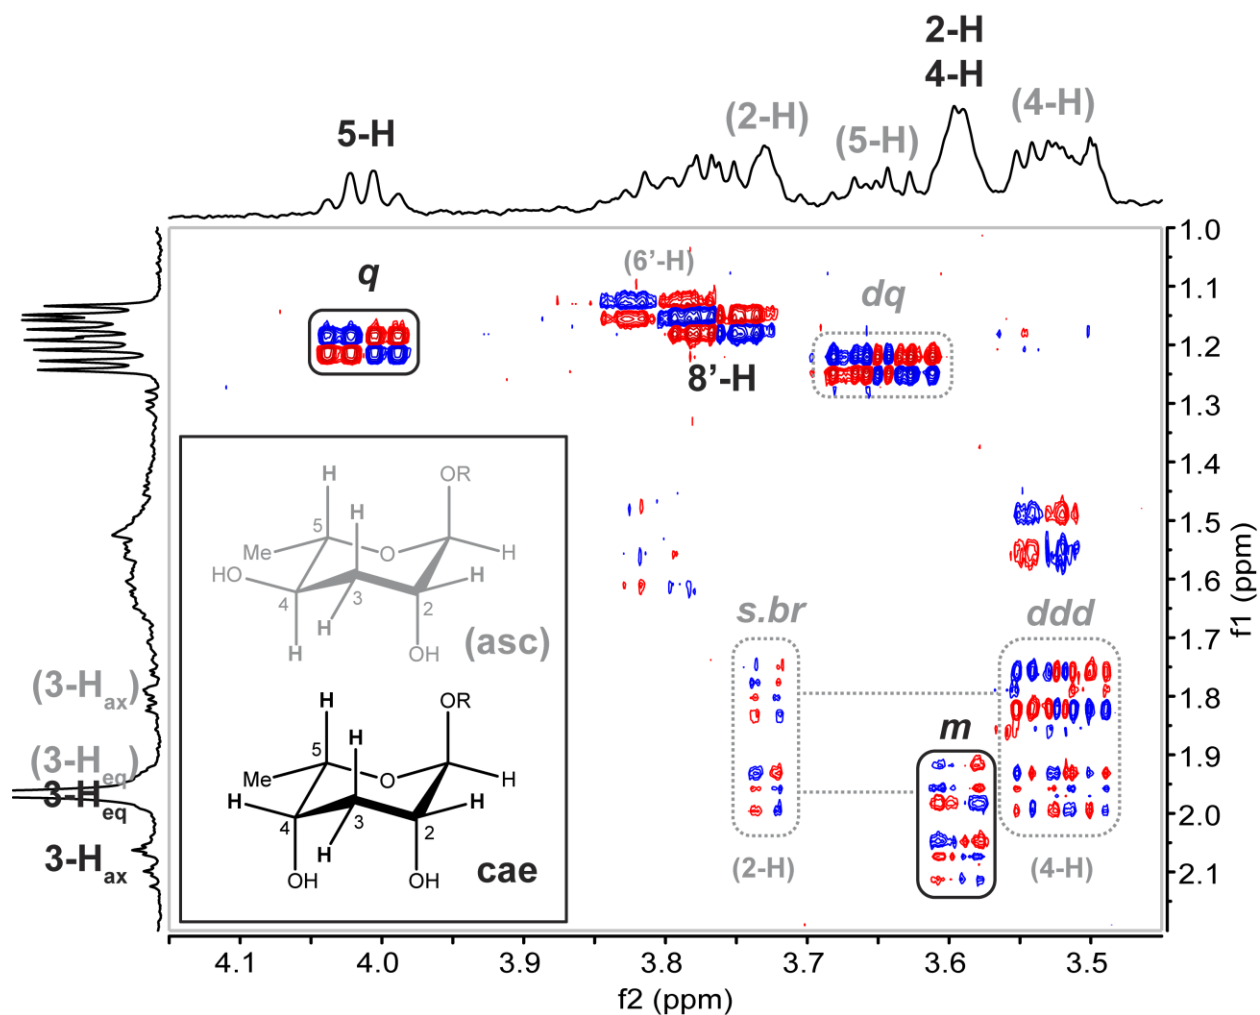 2-H
4-H
5-H
(2-H)
(5-H)
(4-H)
q
(6'-H)
dq
8'-H
1.0
1.1
1.2
1.3
1.4
1.5
1.6
1.7
1.8
1.9
2.0
2.1
f1 (ppm)
H
OR
5
H
Me
O
H
HO
H
4
H
3
2
H
OH
(asc)
OR
5
H
H
Me
O
H
H
H
4
3
H
2
OH
OH
cae
s.br
ddd
m
(2-H)
(4-H)
(3-Hax)
(3-Heq)
3-Heq
3-Hax
4.1
4.0
3.9
3.8
3.7
3.6
3.5
f2 (ppm)